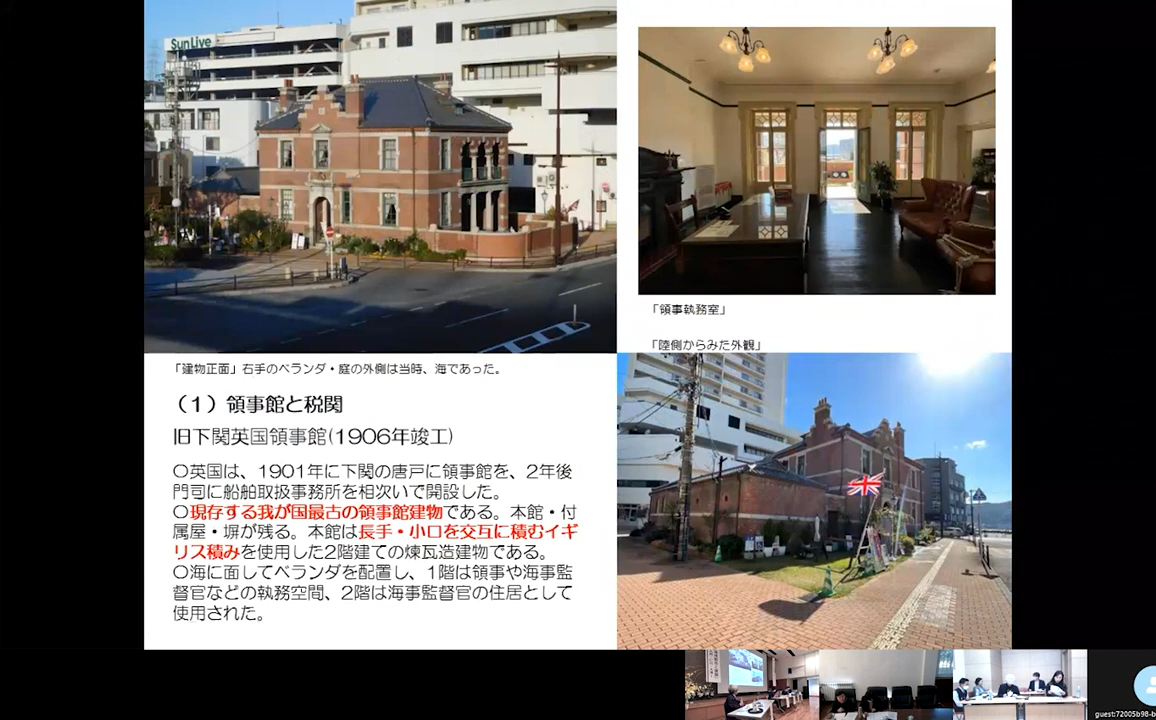 SunLive
「領事執務室」
「陸側からみた外観」
「建物正面」右手のベランダ・庭の外側は当時、海であった。
（1）領事館と税関
旧下関英国領事館(1906年竣工)
○英国は、1901年に下関の唐戸に領事館を、2年後
門司に船舶取扱事務所を相次いで開設した。
○現存する我が国最古の領事館建物である。本館・付
属屋・塀が残る。本館は長手・小口を交互に積むイギ
リス積みを使用した2階建ての煉瓦造建物である。
○海に面してベランダを配置し、1階は領事や海事監
督官などの執務空間、2階は海事監督官の住居として
使用された。
guest:72005b98-b